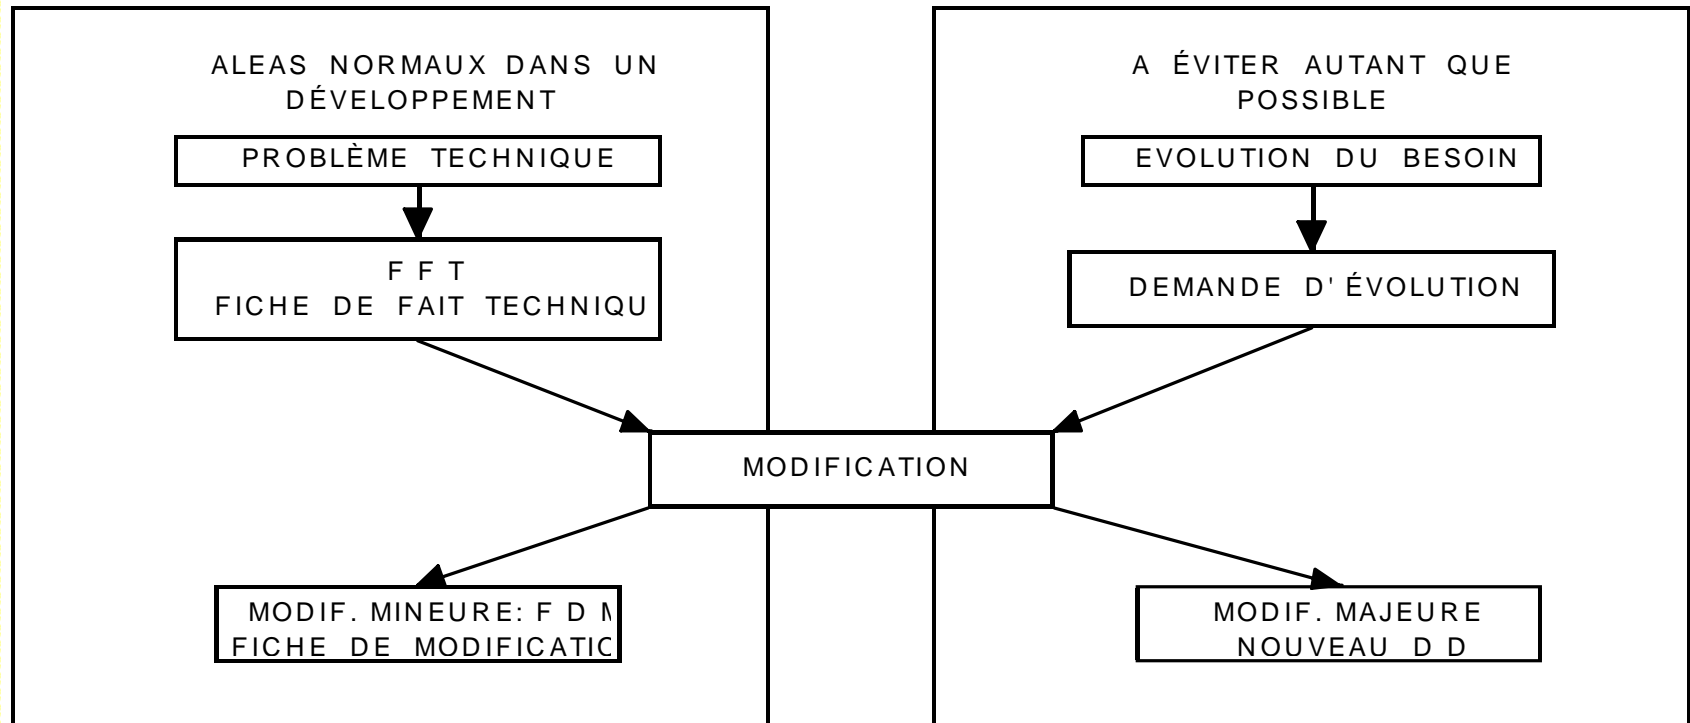 ALEAS NORMAUX DANS UN
DÉVELOPPEMENT
PROBLÈME TECHNIQUE
F F T
FICHE DE FAIT TECHNIQU
A ÉVITER AUTANT QUE
POSSIBLE
EVOLUTION DU BESOIN
DEMANDE D'ÉVOLUTION
MODIFICATION
MODIF. MINEURE: F D
FICHE DE MODIFICATIO
MODIF. MAJEURE
NOUVEAU D D